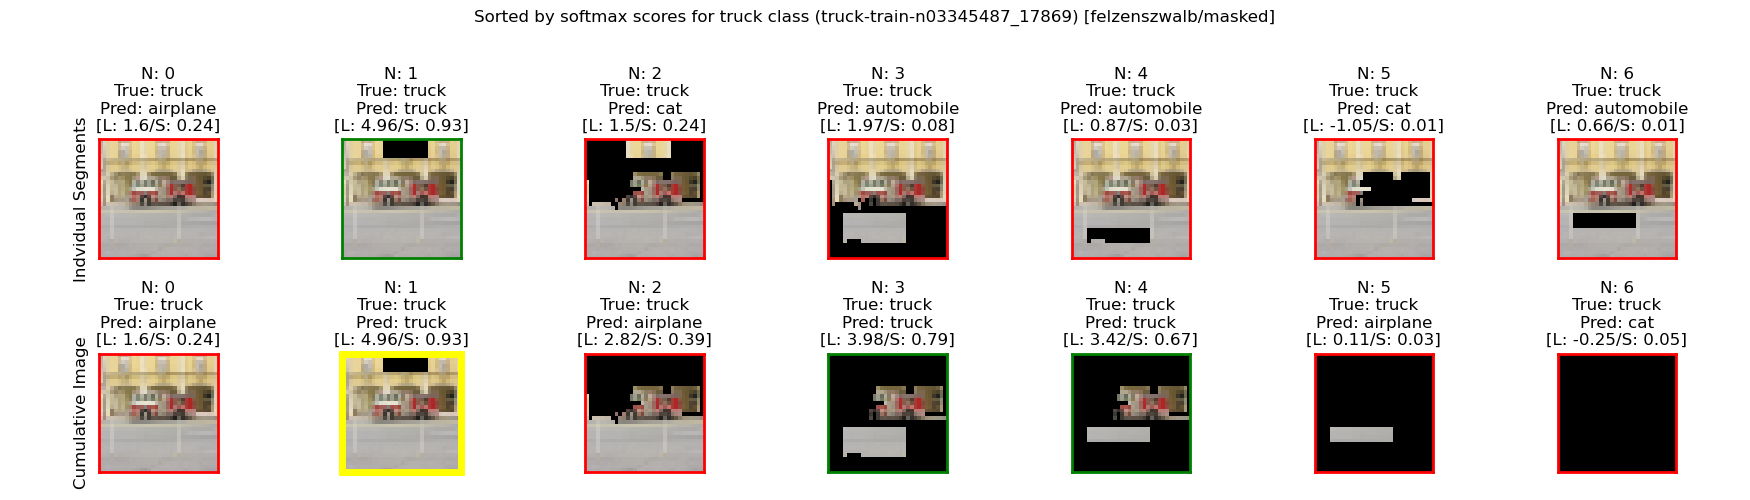 Sorted by softmax scores for truck class (truck-train-n03345487_17869) [felzenszwalb/masked]
Indvidual Segments
N: 0
True: truck
Pred: airplane
[L: 1.6/S: 0.24]
N: 1
True: truck
Pred: truck
[L: 4.96/S: 0.93]
N: 2
True: truck
Pred: cat
[L: 1.5/S: 0.24]
N: 3
True: truck
Pred: automobile
[L: 1.97/S: 0.08]
N: 4
True: truck
Pred: automobile
[L: 0.87/S: 0.03]
N: 5
True: truck
Pred: cat
[L: -1.05/S: 0.01]
N: 6
True: truck
Pred: automobile
[L: 0.66/S: 0.01]
Cumulative Image
N: 0
True: truck
Pred: airplane
[L: 1.6/S: 0.24]
N: 1
True: truck
Pred: truck
[L: 4.96/S: 0.93]
N: 2
True: truck
Pred: airplane
[L: 2.82/S: 0.39]
N: 3
True: truck
Pred: truck
[L: 3.98/S: 0.79]
N: 4
True: truck
Pred: truck
[L: 3.42/S: 0.67]
N: 5
True: truck
Pred: airplane
[L: 0.11/S: 0.03]
N: 6
True: truck
Pred: cat
[L: -0.25/S: 0.05]